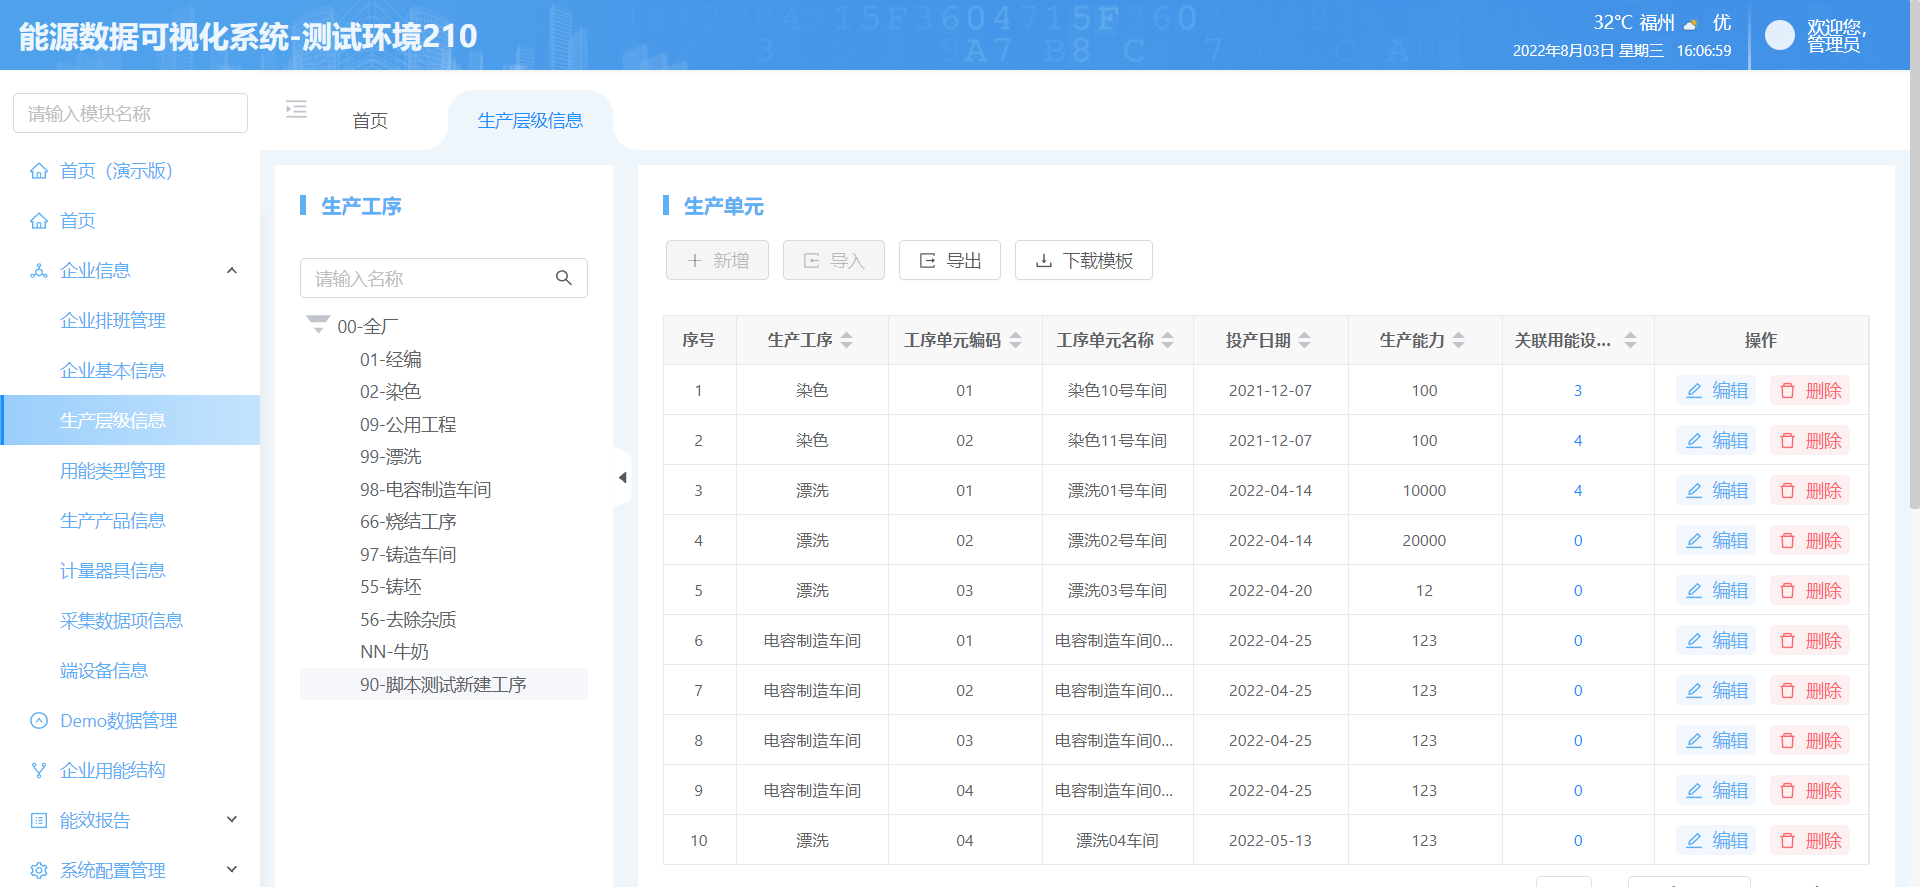 能源数据可视化系统-测试环境210
32℃ 福州 优
2022年8月03日 星期三 16:06:59
欢迎您,
管理员
请输入模块名称
首页（演示版）
首页
企业信息
企业排班管理
企业基本信息
生产层级信息
用能类型管理
生产产品信息
计量器具信息
采集数据项信息
端设备信息
Demo数据管理
企业用能结构
能效报告
系统配置管理
首页
生产层级信息
生产工序
请输入名称
00-全厂
01-经编
02-染色
09-公用工程
99-漂洗
98-电容制造车间
66-烧结工序
97-铸造车间
55-铸坯
56-去除杂质
NN-牛奶
90-脚本测试新建工序
生产单元
新增 导入 导出 下载模板
序号 生产工序 工序单元编码 工序单元名称 投产日期 生产能力 关联用能设... 操作
1 染色 01 染色10号车间 2021-12-07 100 3 编辑 删除
2 染色 02 染色11号车间 2021-12-07 100 4 编辑 删除
3 漂洗 01 漂洗01号车间 2022-04-14 10000 4 编辑 删除
4 漂洗 02 漂洗02号车间 2022-04-14 20000 0 编辑 删除
5 漂洗 03 漂洗03号车间 2022-04-20 12 0 编辑 删除
6 电容制造车间 01 电容制造车间0... 2022-04-25 123 0 编辑 删除
7 电容制造车间 02 电容制造车间0... 2022-04-25 123 0 编辑 删除
8 电容制造车间 03 电容制造车间0... 2022-04-25 123 0 编辑 删除
9 电容制造车间 04 电容制造车间0... 2022-04-25 123 0 编辑 删除
10 漂洗 04 漂洗04车间 2022-05-13 123 0 编辑 删除